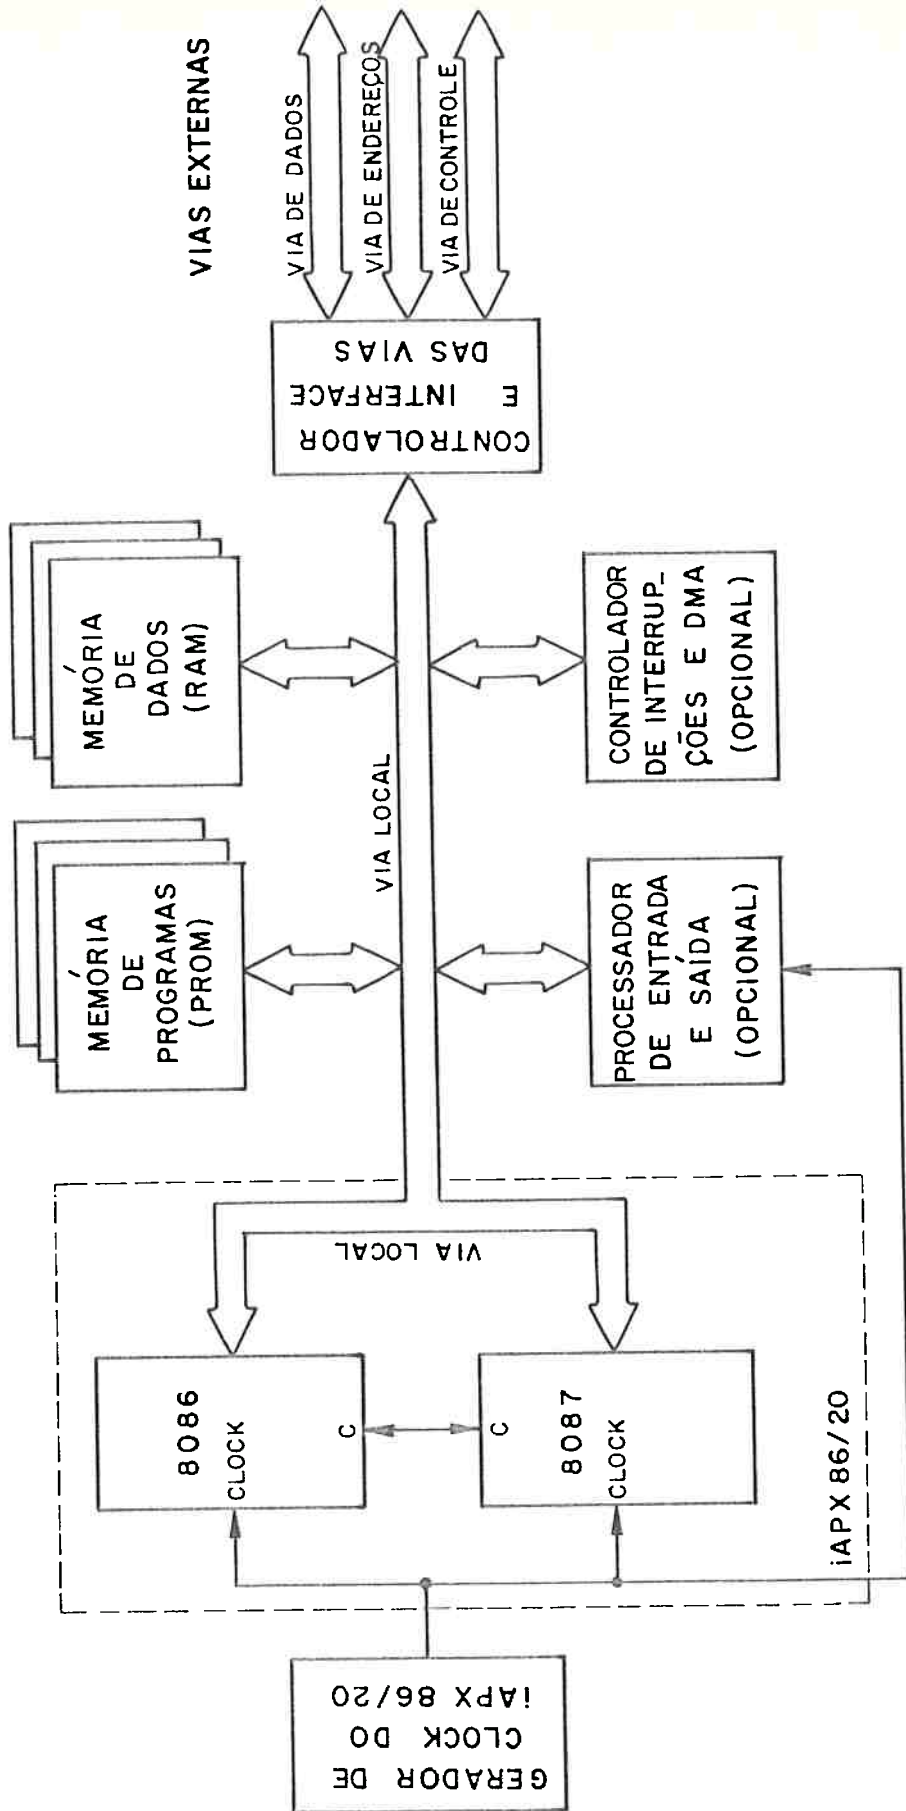 VIAS EXTERNAS
VIA DE DADOS
VIA DE ENDEREÇOS
VIA DE CONTROLE
CONTROLADOR
E INTERFACE
DAS VIAS
MEMÓRIA
DE
DADOS
(RAM)
MEMÓRIA
DE
PROGRAMAS
(PROM)
VIA LOCAL
CONTROLADOR
DE INTERRUP_
ÇÕES E DMA
(OPCIONAL)
PROCESSADOR
DE ENTRADA
E SAÍDA
(OPCIONAL)
VIA LOCAL
8086
CLOCK
C
C
8087
CLOCK
iAPX 86/20
GERADOR DE
CLOCK DO
iAPX 86/20